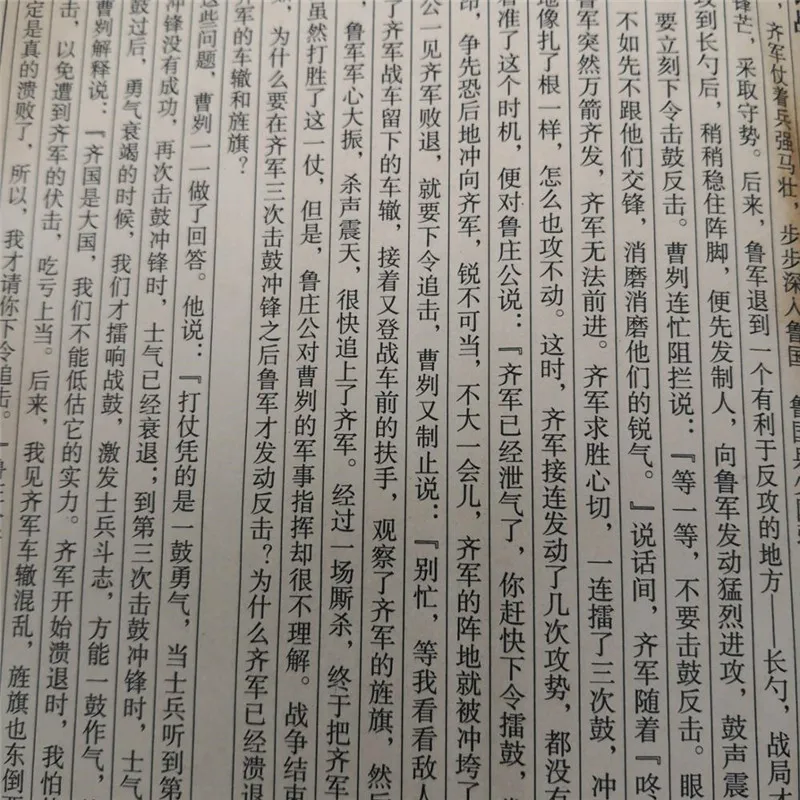 ，齐军仗着兵强马壮，步步深入鲁国
锋芒，采取守势。后来，鲁军退到一个有利于反攻的地方——长勺，战局才
攻到长勺后，稍稍稳住阵脚，便先发制人，向鲁军发动猛烈进攻，鼓声震
要立刻下令击鼓反击。曹刿连忙阻拦说：『等一等，不要击鼓反击。眼
不如先不跟他们交锋，消磨消磨他们的锐气。』说话间，齐军随着『咚
鲁军突然万箭齐发，齐军无法前进。齐军求胜心切，一连擂了三次鼓，冲
地像扎了根一样，怎么也攻不动。这时，齐军接连发动了几次攻势，都没有
看准了这个时机，便对鲁庄公说：『齐军已经泄气了，你赶快下令擂鼓，
昂，争先恐后地冲向齐军，锐不可当，不大一会儿，齐军的阵地就被冲垮了
公一见齐军败退，就要下令追击，曹刿又制止说：『别忙，等我看看敌人
了齐军战车留下的车辙，接着又登战车前的扶手，观察了齐军的旌旗，然后
鲁军军心大振，杀声震天，很快追上了齐军。经过一场厮杀，终于把齐军
虽然打胜了这一仗，但是，鲁庄公对曹刿的军事指挥却很不理解。战争结束
，为什么要在齐军三次击鼓冲锋之后鲁军才发动反击？为什么齐军已经溃退
军的车辙和旌旗？
这些问题，曹刿一一做了回答。他说：『打仗凭的是一鼓勇气，当士兵听到第
冲锋没有成功，再次击鼓冲锋时，士气已经衰退；到第三次击鼓冲锋时，士气
鼓过后，勇气衰竭的时候，我们才擂响战鼓，激发士兵斗志，方能一鼓作气，
曹刿解释说：『齐国是大国，我们不能低估它的实力。齐军开始溃退时，我怕
击，以免遭到齐军的伏击，吃亏上当。后来，我见齐军车辙混乱，旌旗也东倒
定是真的溃败了，所以，我才请你下令追击。』